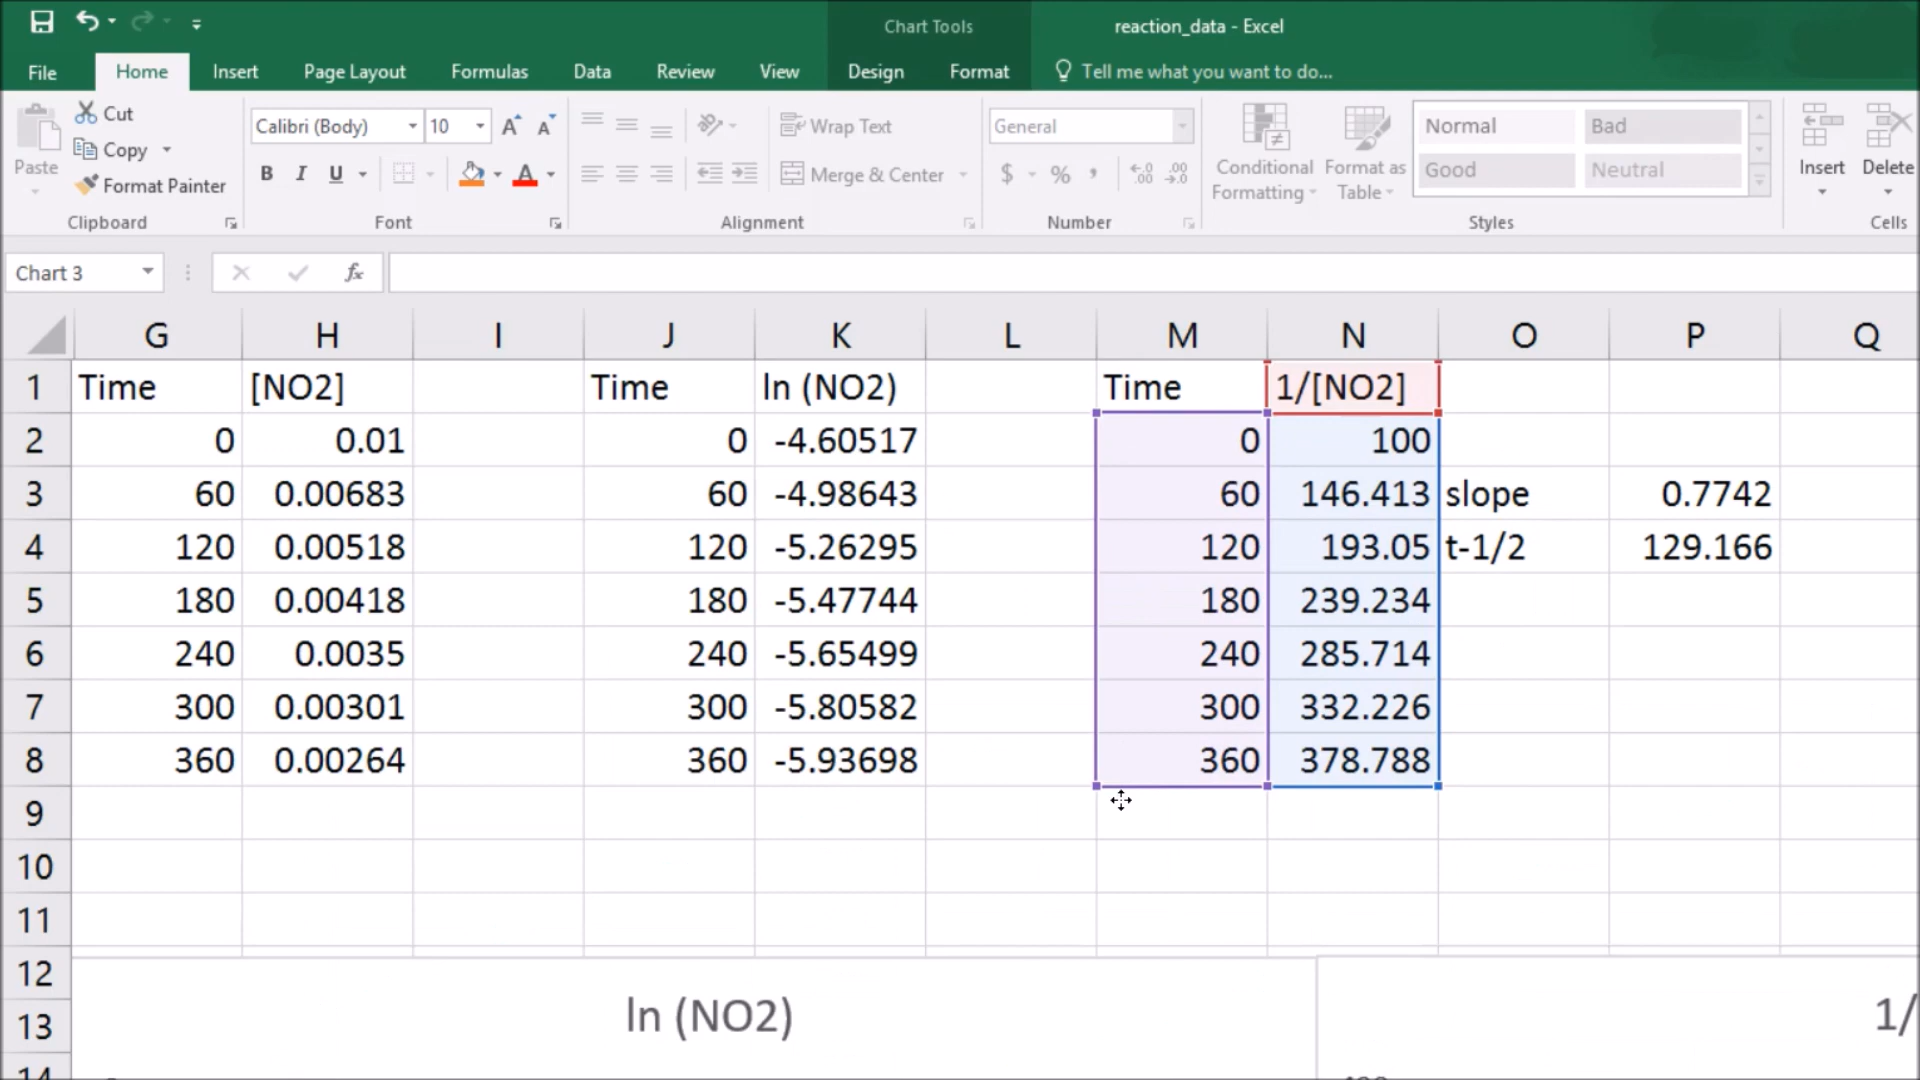 Chart Tools
reaction_data - Excel
File Home Insert Page Layout Formulas Data Review View Design Format Tell me what you want to do...
Paste
Cut
Copy
Format Painter
Clipboard
Calibri (Body) 10
B I U A
Font
Wrap Text
Merge & Center
Alignment
General
$ % ,
Number
Conditional Formatting
Format as Table
Normal Bad
Good Neutral
Styles
Insert Delete
Cells
Chart 3 fx
G H I J K L M N O P Q
1 Time [NO2] Time ln (NO2) Time 1/[NO2]
2 0 0.01 0 -4.60517 0 100
3 60 0.00683 60 -4.98643 60 146.413 slope 0.7742
4 120 0.00518 120 -5.26295 120 193.05 t-1/2 129.166
5 180 0.00418 180 -5.47744 180 239.234
6 240 0.0035 240 -5.65499 240 285.714
7 300 0.00301 300 -5.80582 300 332.226
8 360 0.00264 360 -5.93698 360 378.788
9
10
11
12
13 ln (NO2) 1/
14